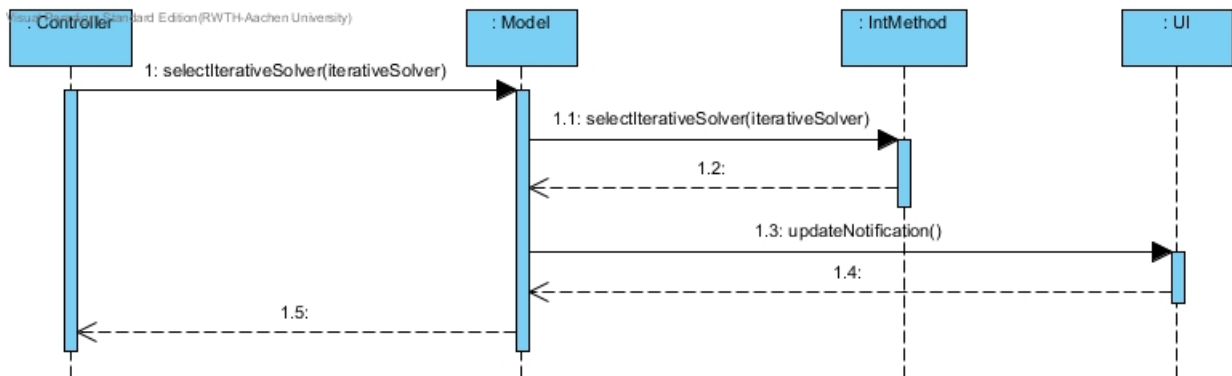 Visual Paradigm Standard Edition(RWTH-Aachen University)
: Controller
: Model
: IntMethod
: UI
1: selectIterativeSolver(iterativeSolver)
1.1: selectIterativeSolver(iterativeSolver)
1.2:
1.3: updateNotification()
1.4:
1.5: